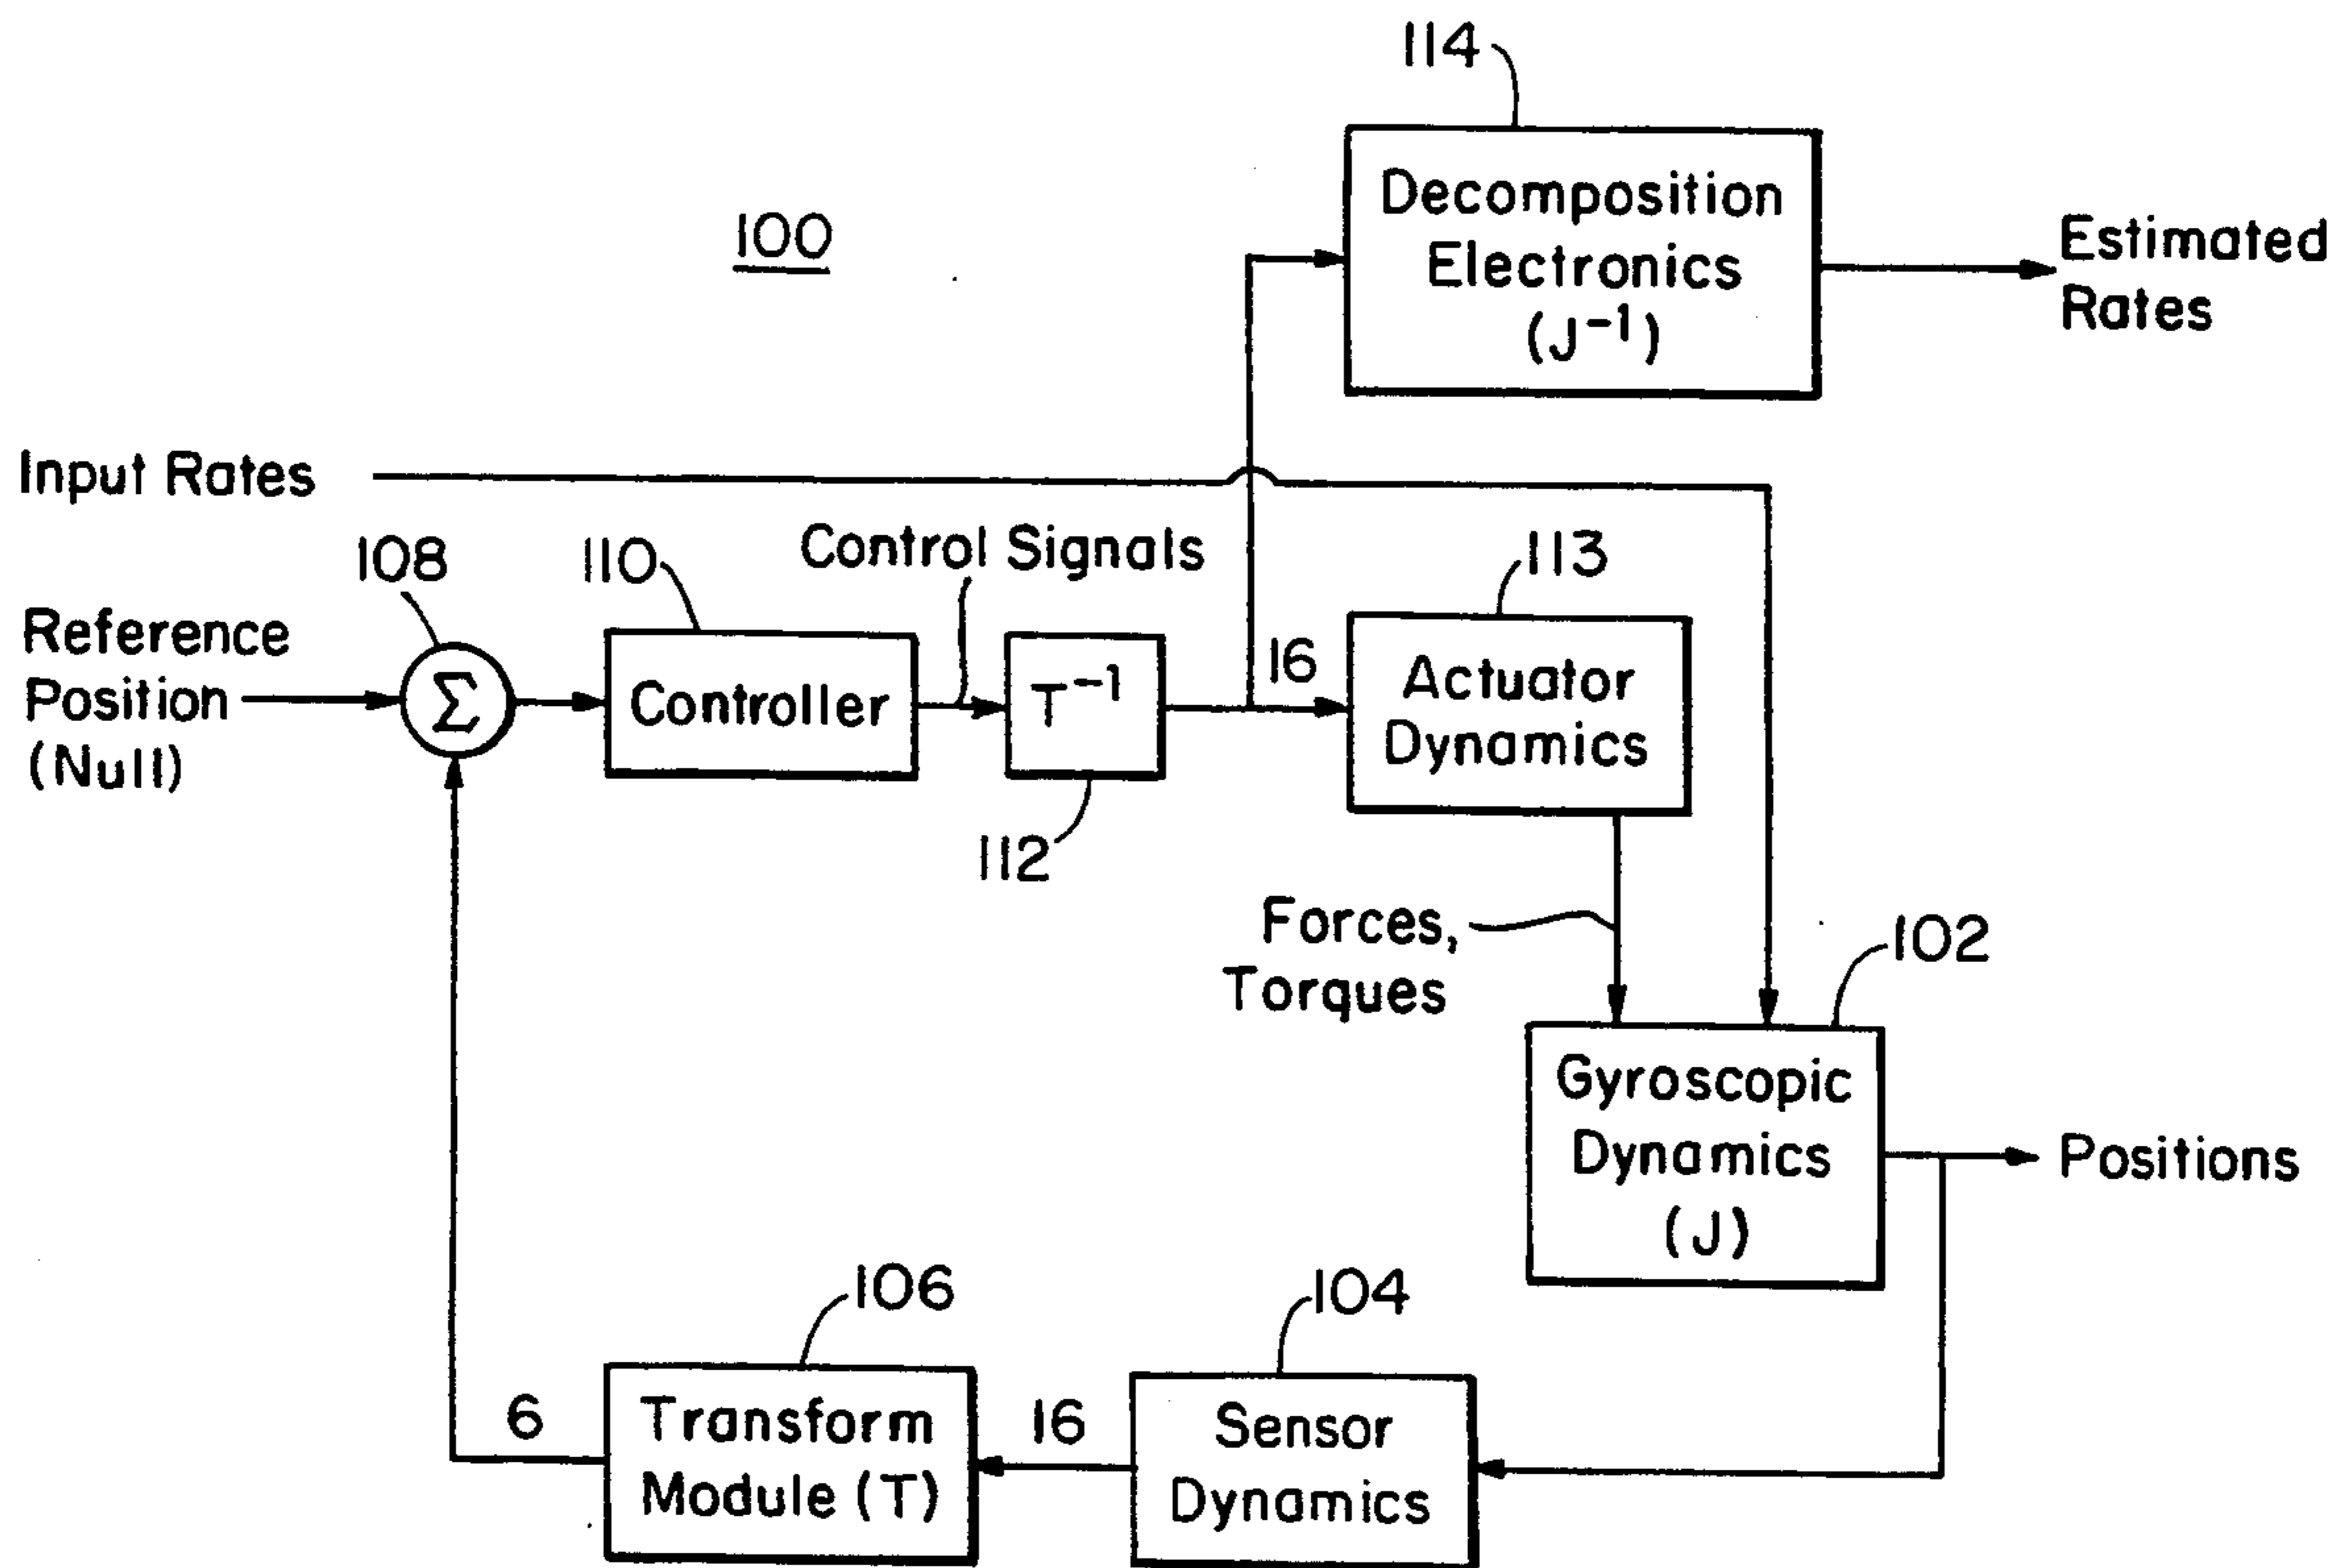 114
Decomposition
Electronics
(J⁻¹)
Estimated
Rates
100
Input Rates
108
110
Control Signals
113
Reference
Position
(Null)
Σ
Controller
T⁻¹
16
Actuator
Dynamics
112
Forces,
Torques
102
Gyroscopic
Dynamics
(J)
Positions
106
104
6
Transform
Module (T)
16
Sensor
Dynamics